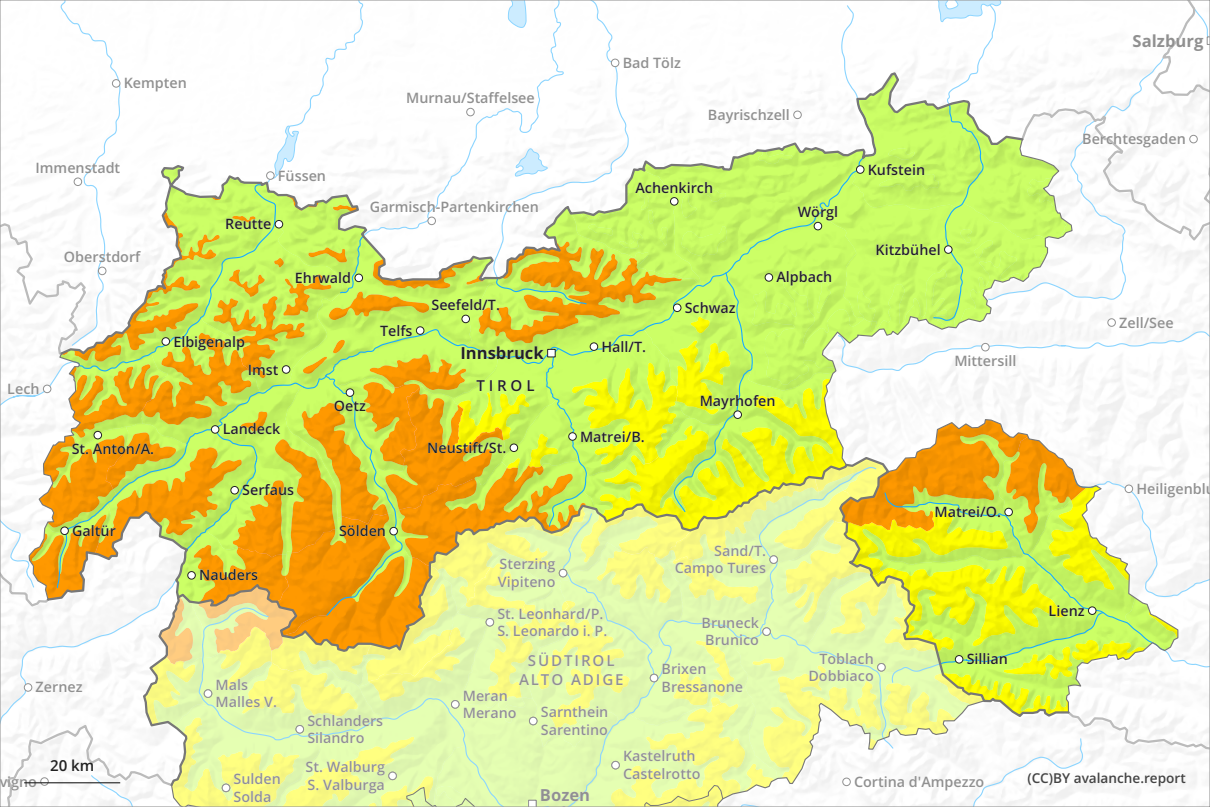 Salzburg
Bad Tölz
Kempten
Murnau/Staffelsee
Bayrischzell
Berchtesgaden
Immenstadt
Füssen
Kufstein
Achenkirch
Garmisch-Partenkirchen
Wörgl
Reutte
Kitzbühel
Oberstdorf
Ehrwald
Alpbach
Seefeld/T.
Schwaz
Telfs
Zell/See
Elbigenalp
Innsbruck
Hall/T.
Mittersill
Imst
TIROL
Lech
Oetz
Mayrhofen
Landeck
Matrei/B.
St. Anton/A.
Neustift/St.
Serfaus
Heiligenblu
Matrei/O.
Galtür
Sölden
Sand/T.
Campo Tures
Sterzing
Vipiteno
Nauders
Lienz
St. Leonhard/P.
S. Leonardo i. P.
Bruneck
Brunico
SÜDTIROL
ALTO ADIGE
Toblach
Dobbiaco
Sillian
Brixen
Bressanone
Zernez
Mals
Malles V.
Meran
Merano
Sarnthein
Sarentino
Schlanders
Silandro
Kastelruth
Castelrotto
20 km
St. Walburg
S. Valburga
Sulden
Solda
vigno
Cortina d'Ampezzo
(CC)BY avalanche.report
Bozen